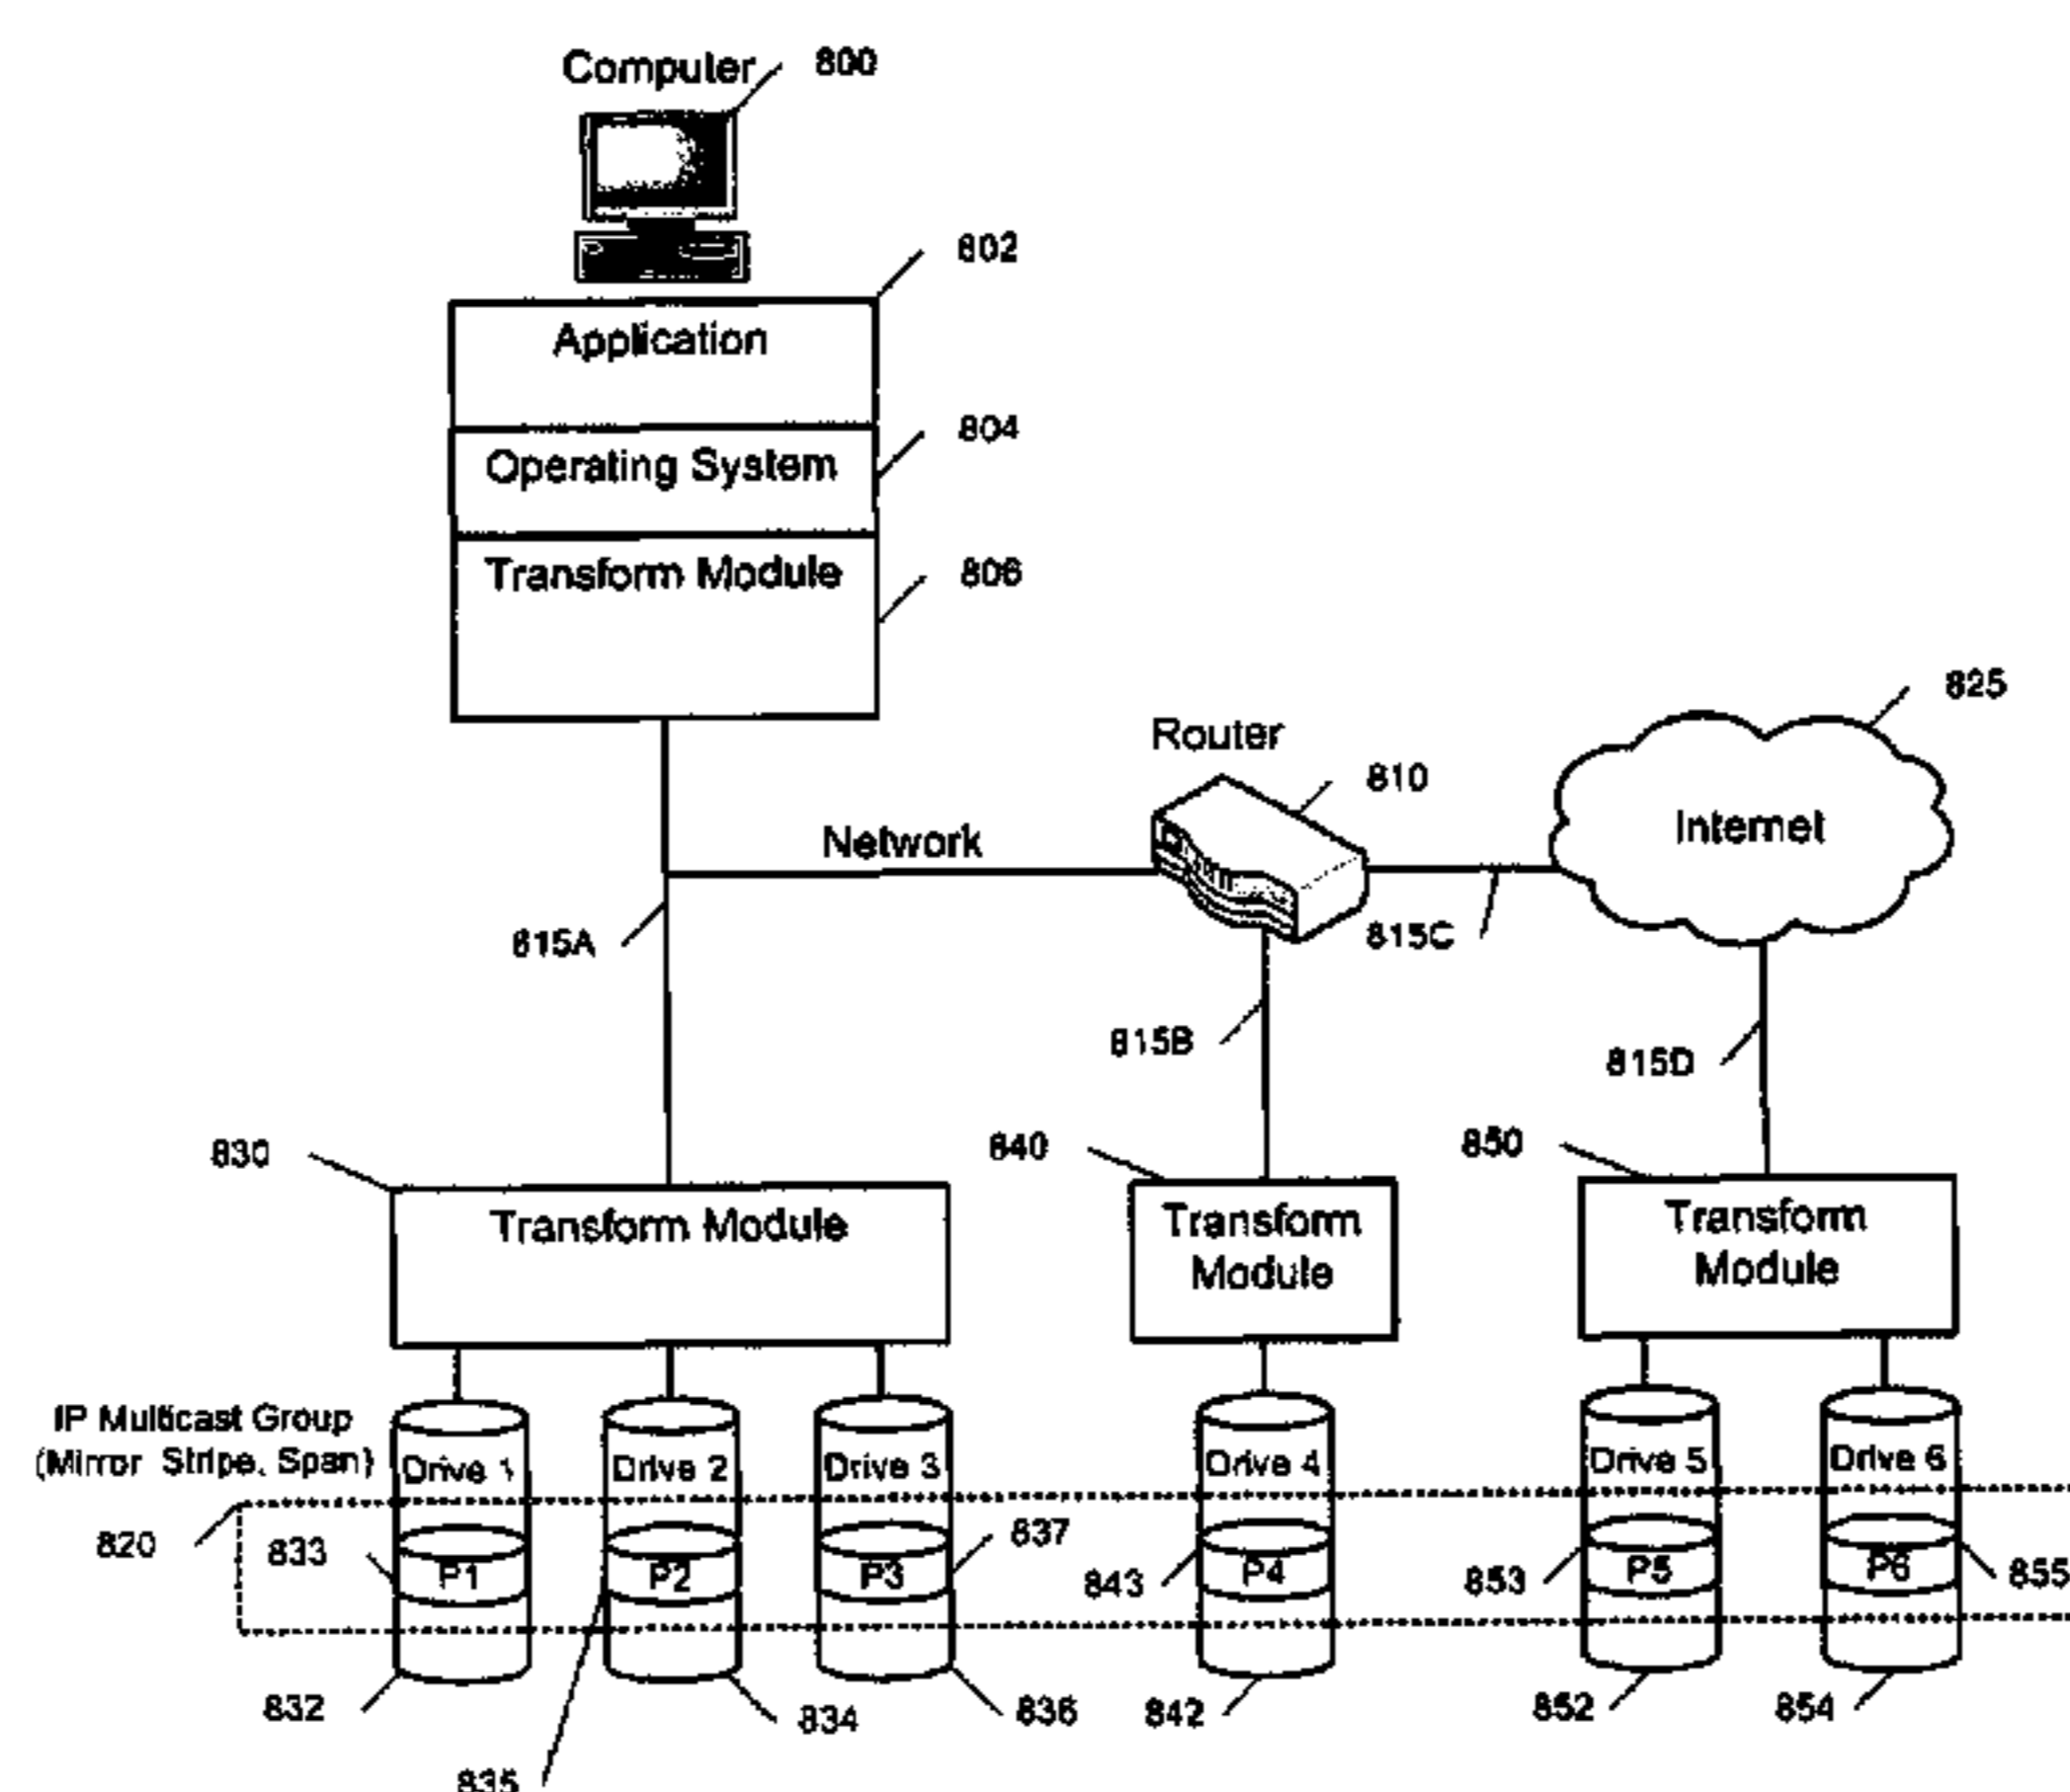 Computer 800
802
Application
804
Operating System
Transform Module 806
825
Router
810
Internet
Network
815A
815C
815B
815D
830
840
850
Transform Module
Transform
Module
Transform
Module
IP Multicast Group
(Mirror Stripe, Span)
Drive 1
Drive 2
Drive 3
Drive 4
Drive 5
Drive 6
820
833
P1
P2
P3
837
843
P4
853
P5
P6
855
832
834
836
842
852
854
835